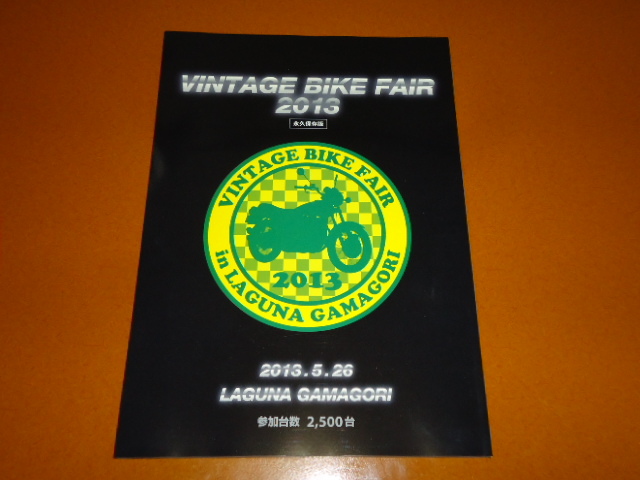 VINTAGE BIKE FAIR
2013
永久保存版
VINTAGE BIKE FAIR
2013
in LAGUNA GAMAGORI
2013.5.26
LAGUNA GAMAGORI
参加台数 2,500台